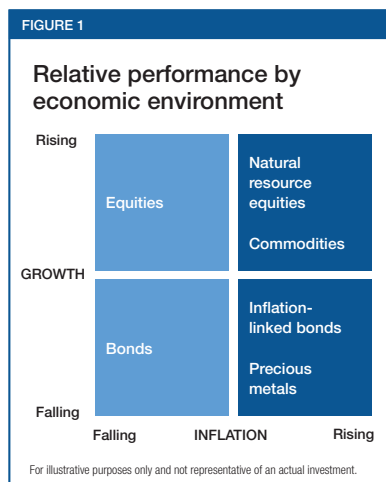 FIGURE 1
Relative performance by
economic environment
Rising
Equities
Natural
resource
equities
Commodities
GROWTH
Bonds
Inflation-
linked bonds
Precious
metals
Falling
Falling
INFLATION
Rising
For illustrative purposes only and not representative of an actual investment.